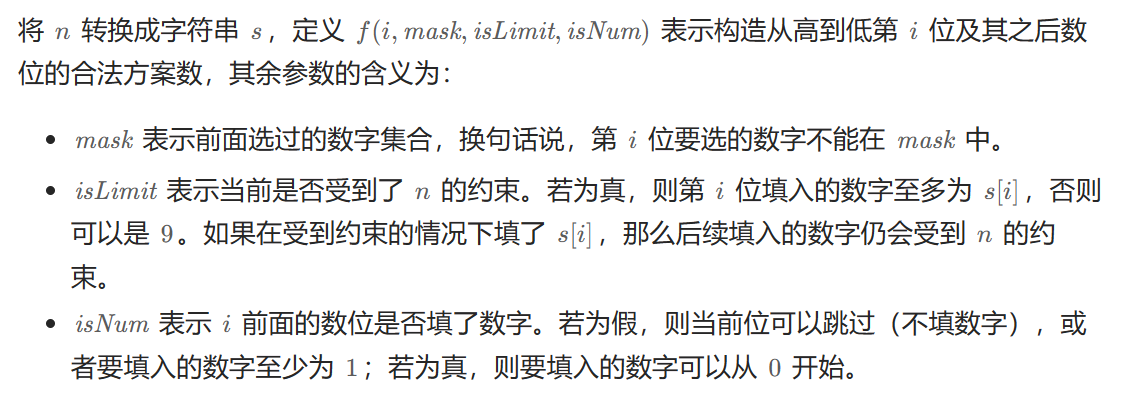 将 n 转换成字符串 s，定义 f(i, mask, isLimit, isNum) 表示构造从高到低第 i 位及其之后数
位的合法方案数，其余参数的含义为：
• mask 表示前面选过的数字集合，换句话说，第 i 位要选的数字不能在 mask 中。
• isLimit 表示当前是否受到了 n 的约束。若为真，则第 i 位填入的数字至多为 s[i]，否则
可以是 9。如果在受到约束的情况下填了 s[i]，那么后续填入的数字仍会受到 n 的约
束。
• isNum 表示 i 前面的数位是否填了数字。若为假，则当前位可以跳过（不填数字），或
者要填入的数字至少为 1；若为真，则要填入的数字可以从 0 开始。